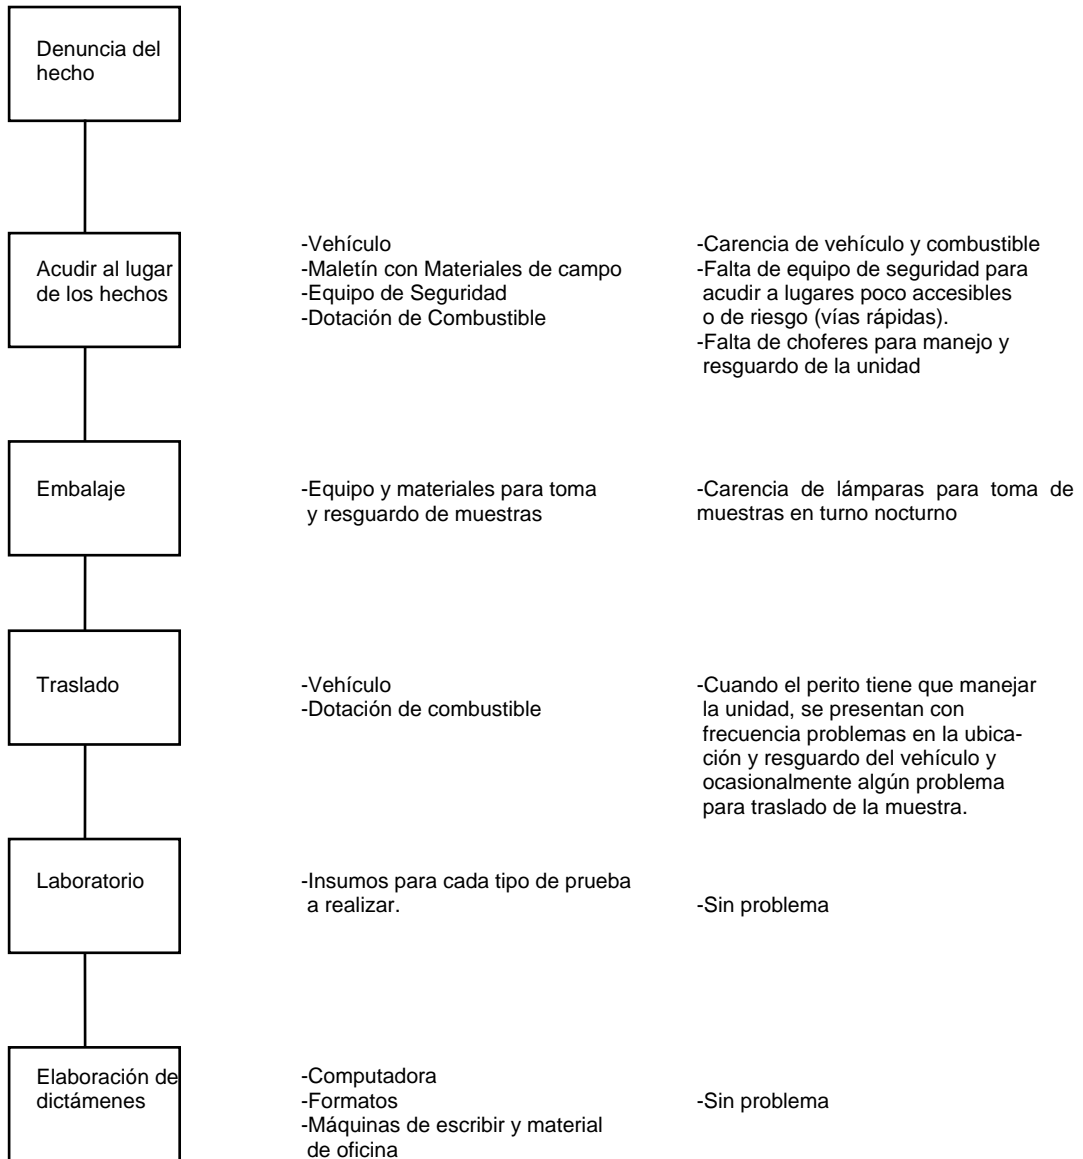 Denuncia del
hecho
Acudir al lugar
de los hechos
-Vehículo
-Maletín con Materiales de campo
-Equipo de Seguridad
-Dotación de Combustible
-Carencia de vehículo y combustible
-Falta de equipo de seguridad para
acudir a lugares poco accesibles
o de riesgo (vías rápidas).
-Falta de choferes para manejo y
resguardo de la unidad
Embalaje
-Equipo y materiales para toma
y resguardo de muestras
-Carencia de lámparas para toma de
muestras en turno nocturno
Traslado
-Vehículo
-Dotación de combustible
-Cuando el perito tiene que manejar
la unidad, se presentan con
frecuencia problemas en la ubica-
ción y resguardo del vehículo y
ocasionalmente algún problema
para traslado de la muestra.
Laboratorio
-Insumos para cada tipo de prueba
a realizar.
-Sin problema
Elaboración de
dictámenes
-Computadora
-Formatos
-Máquinas de escribir y material
de oficina
-Sin problema